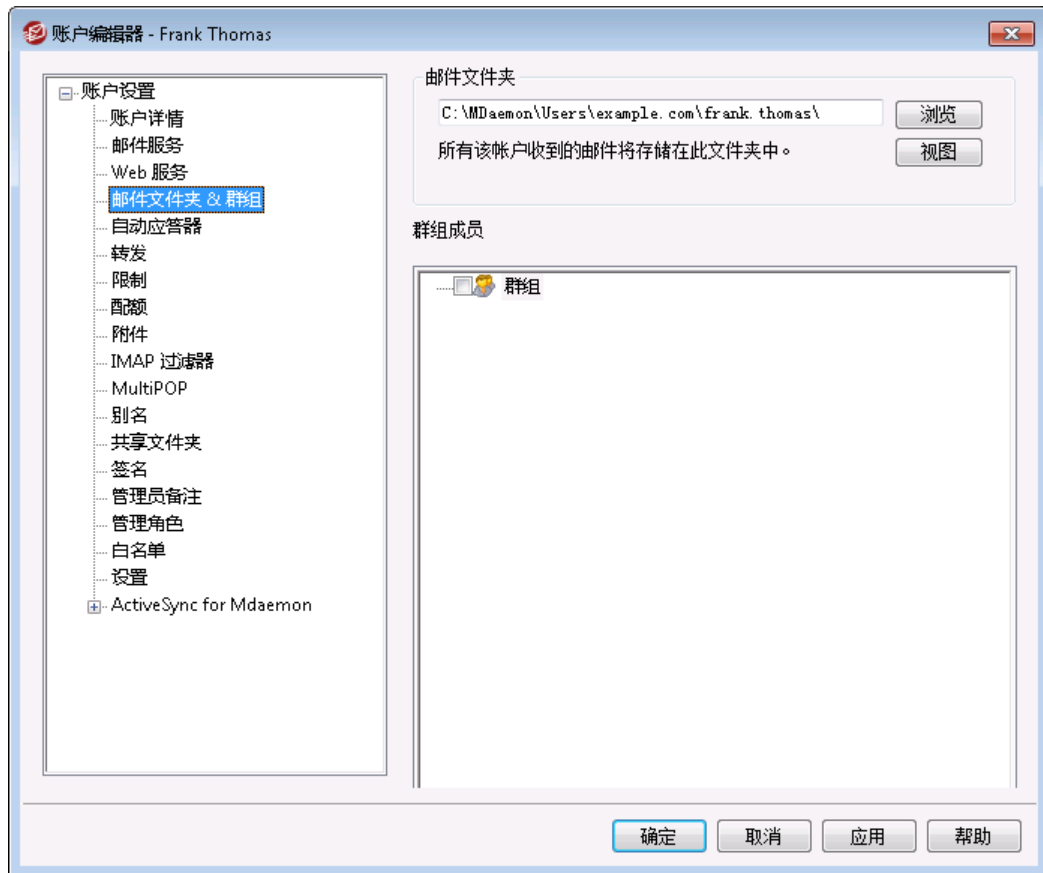 账户编辑器 - Frank Thomas
账户设置
账户详情
邮件服务
Web 服务
邮件文件夹 & 群组
自动应答器
转发
限制
配额
附件
IMAP 过滤器
MultiPOP
别名
共享文件夹
签名
管理员备注
管理角色
白名单
设置
ActiveSync for Mdaemon
邮件文件夹
C:\MDaemon\Users\example.com\frank.thomas\
浏览
所有该帐户收到的邮件将存储在此文件夹中。
视图
群组成员
群组
确定
取消
应用
帮助